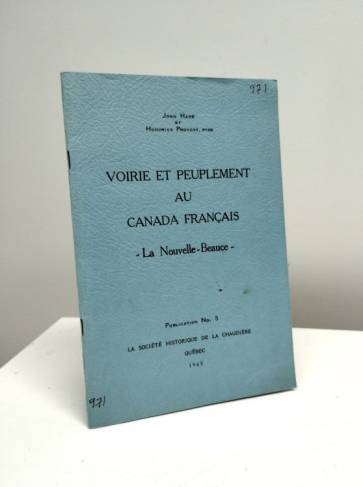 971
John Hare
et
Honorius Provost, ptre
VOIRIE ET PEUPLEMENT
AU
CANADA FRANÇAIS
- La Nouvelle-Beauce -
Publication No. 5
LA SOCIÉTÉ HISTORIQUE DE LA CHAUDIÈRE
QUÉBEC
1965
971